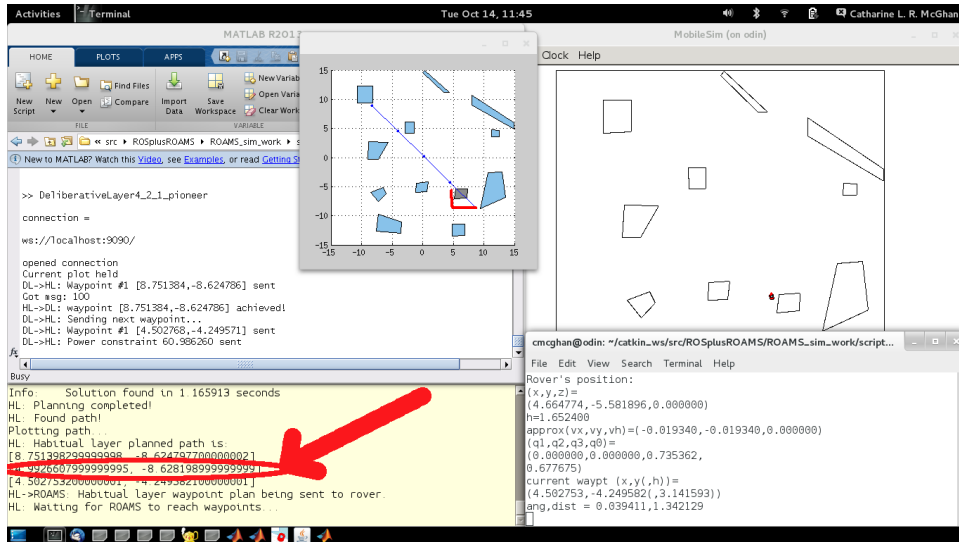 Activities
Terminal
Tue Oct 14, 11:45
Catharine L. R. McGhan
MATLAB R2013
MobileSim (on odin)
HOME
PLOTS
APPS
Clock Help
New Script
New
Open
Find Files
Compare
Import Data
Save Workspace
New Variab
Open Varia
Clear Work
FILE
VARIABLE
« src ▸ ROSplusROAMS ▸ ROAMS_sim_work ▸ s
New to MATLAB? Watch this Video, see Examples, or read Getting S
>> DeliberativeLayer4_2_1_pioneer
connection =
ws://localhost:9090/
opened connection
Current plot held
DL->HL: Waypoint #1 [8.751384,-8.624786] sent
Got msg: 100
HL->DL: waypoint [8.751384,-8.624786] achieved!
DL->HL: Sending next waypoint...
DL->HL: Waypoint #1 [4.502768,-4.249571] sent
DL->HL: Power constraint 60.986260 sent
fx
Busy
15
10
5
0
-5
-10
-15
-15 -10 -5 0 5 10 15
Info: Solution found in 1.165913 seconds
HL: Planning completed!
HL: Found path!
Plotting path...
HL: Habitual layer planned path is:
[8.751398299999998, -8.624797700000002]
9926607999999995, -8.628198999999999]
[4.502753200000001, -4.249582100000001]
HL->ROAMS: Habitual layer waypoint plan being sent to rover.
HL: Waiting for ROAMS to reach waypoints...
cmcghan@odin: ~/catkin_ws/src/ROSplusROAMS/ROAMS_sim_work/script...
File Edit View Search Terminal Help
Rover's position:
(x,y,z)=
(4.664774,-5.581896,0.000000)
h=1.652400
approx(vx,vy,vh)=(-0.019340,-0.019340,0.000000)
(q1,q2,q3,q0)=
(0.000000,0.000000,0.735362,
0.677675)
current waypt (x,y(,h))=
(4.502753,-4.249582(,3.141593))
ang,dist = 0.039411,1.342129